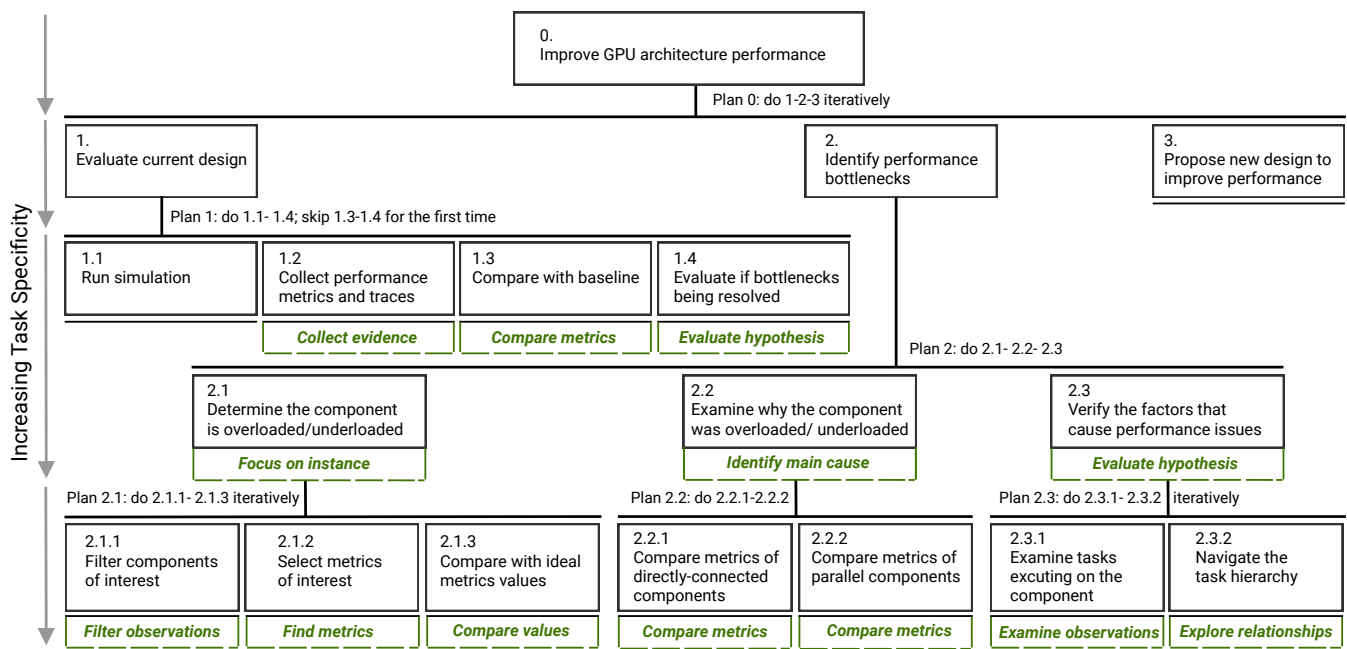 0.
Improve GPU architecture performance
Plan 0: do 1-2-3 iteratively
Increasing Task Specificity
1.
Evaluate current design
2.
Identify performance
bottlenecks
3.
Propose new design to
improve performance
Plan 1: do 1.1- 1.4; skip 1.3-1.4 for the first time
1.1
Run simulation
1.2
Collect performance
metrics and traces
Collect evidence
1.3
Compare with baseline
Compare metrics
1.4
Evaluate if bottlenecks
being resolved
Evaluate hypothesis
Plan 2: do 2.1- 2.2- 2.3
2.1
Determine the component
is overloaded/underloaded
Focus on instance
2.2
Examine why the component
was overloaded/ underloaded
Identify main cause
2.3
Verify the factors that
cause performance issues
Evaluate hypothesis
Plan 2.1: do 2.1.1- 2.1.3 iteratively
2.1.1
Filter components
of interest
Filter observations
2.1.2
Select metrics
of interest
Find metrics
2.1.3
Compare with ideal
metrics values
Compare values
Plan 2.2: do 2.2.1-2.2.2
2.2.1
Compare metrics of
directly-connected
components
Compare metrics
2.2.2
Compare metrics of
parallel components
Compare metrics
Plan 2.3: do 2.3.1- 2.3.2 iteratively
2.3.1
Examine tasks
excuting on the
component
Examine observations
2.3.2
Navigate the
task hierarchy
Explore relationships